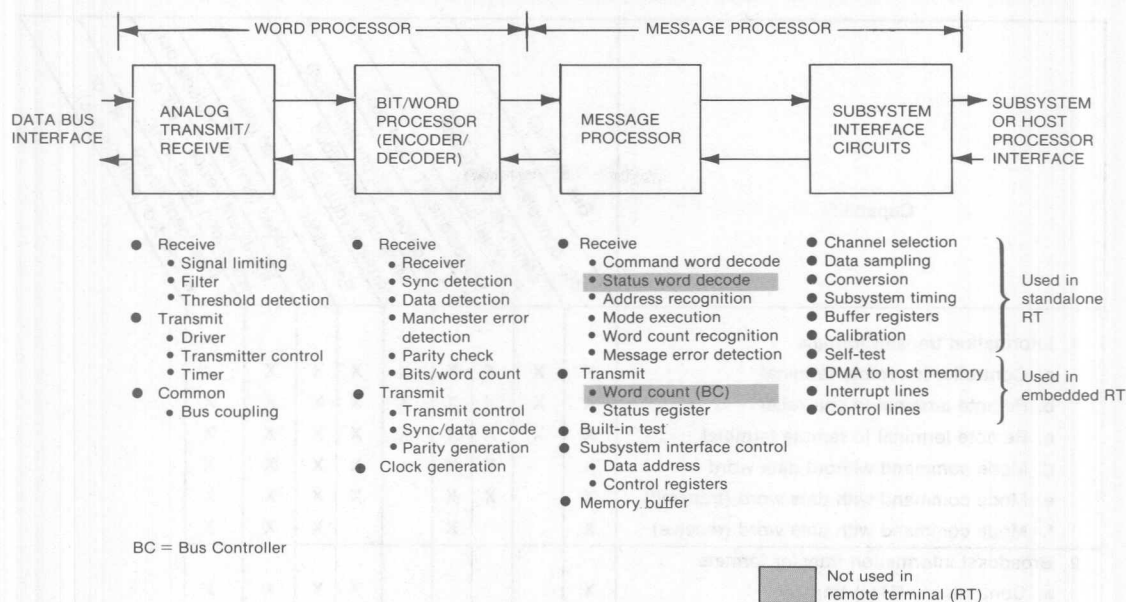 WORD PROCESSOR
MESSAGE PROCESSOR
DATA BUS
INTERFACE
ANALOG
TRANSMIT/
RECEIVE
BIT/WORD
PROCESSOR
(ENCODER/
DECODER)
MESSAGE
PROCESSOR
SUBSYSTEM
INTERFACE
CIRCUITS
SUBSYSTEM
OR HOST
PROCESSOR
INTERFACE
● Receive
• Signal limiting
• Filter
• Threshold detection
● Transmit
• Driver
• Transmitter control
• Timer
● Common
• Bus coupling
● Receive
• Receiver
• Sync detection
• Data detection
• Manchester error
detection
• Parity check
• Bits/word count
● Transmit
• Transmit control
• Sync/data encode
• Parity generation
● Clock generation
● Receive
• Command word decode
• Status word decode
• Address recognition
• Mode execution
• Word count recognition
• Message error detection
● Transmit
• Word count (BC)
• Status register
● Built-in test
● Subsystem interface control
• Data address
• Control registers
● Memory buffer
● Channel selection
● Data sampling
● Conversion
● Subsystem timing
● Buffer registers
● Calibration
● Self-test
● DMA to host memory
● Interrupt lines
● Control lines
Used in
standalone
RT
Used in
embedded RT
BC = Bus Controller
Not used in
remote terminal (RT)